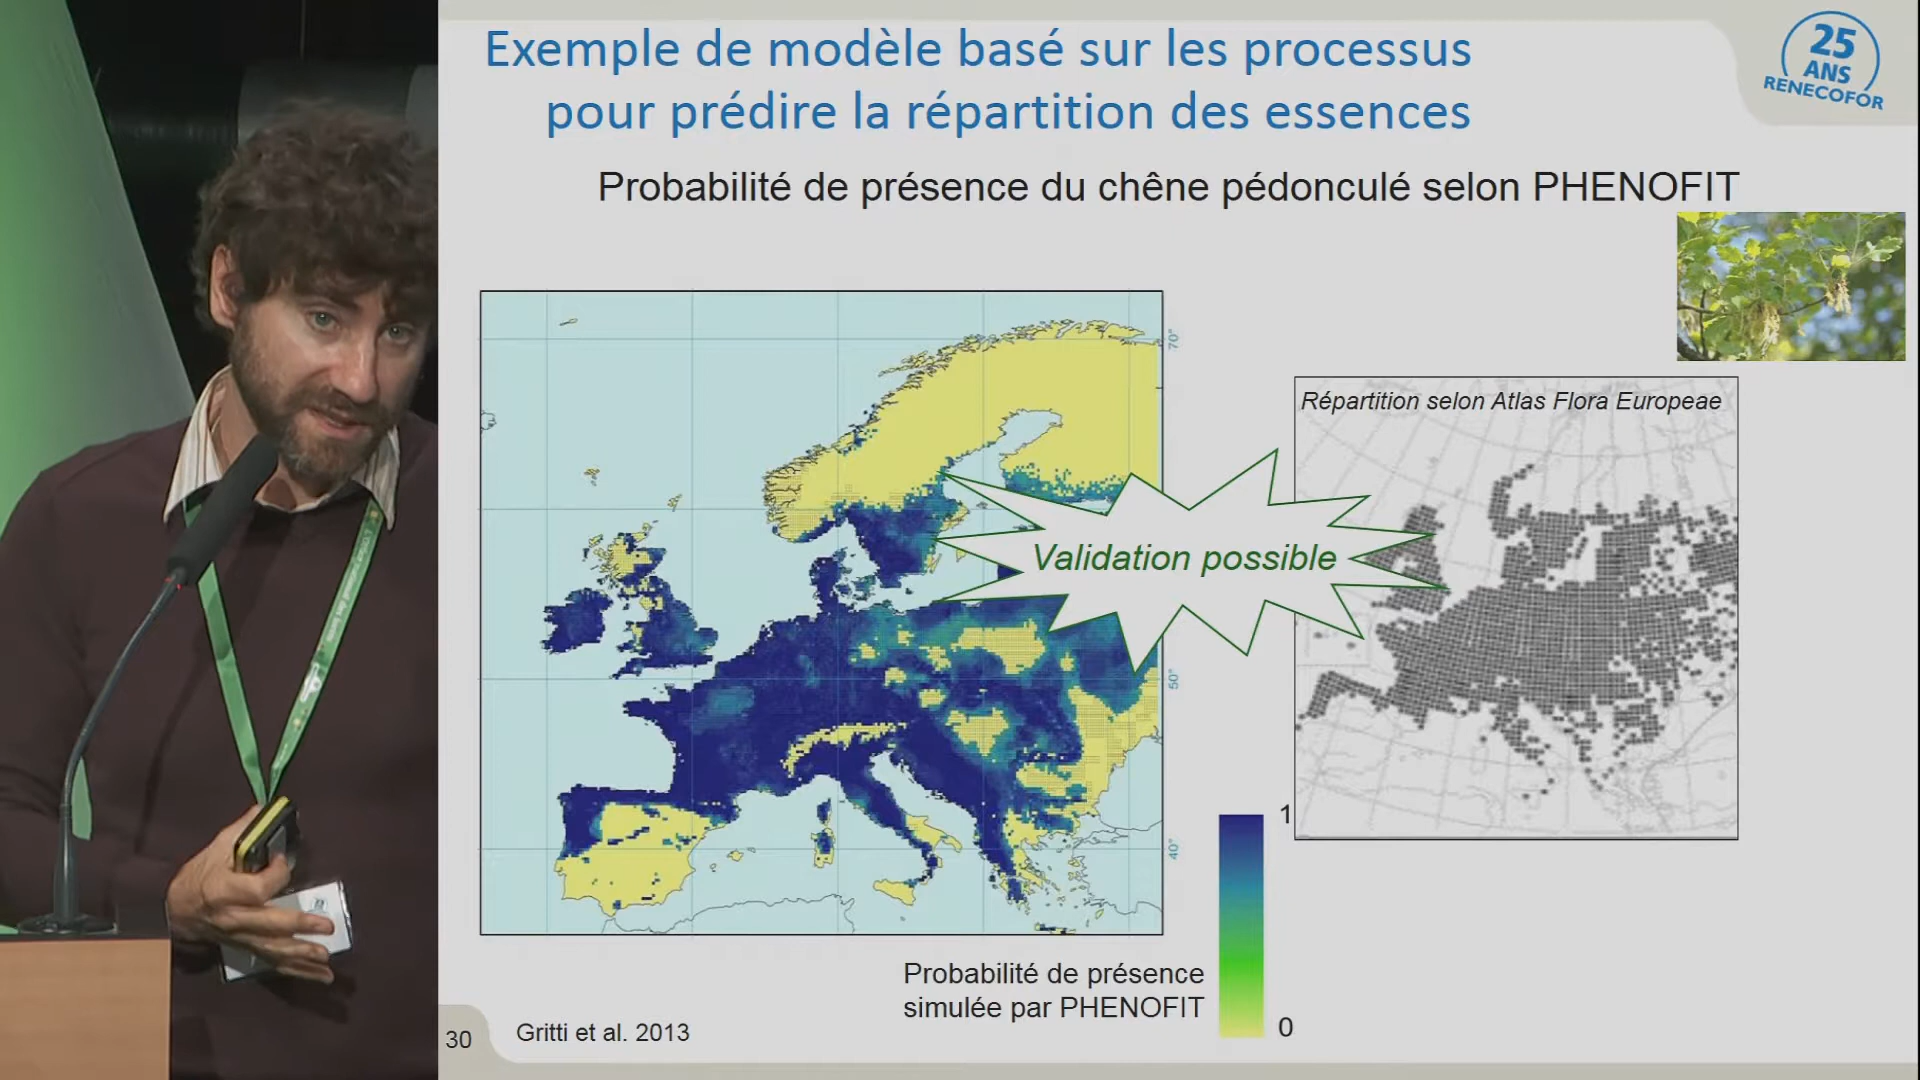 Exemple de modèle basé sur les processus
pour prédire la répartition des essences
25
ANS
RENECOFOR
Probabilité de présence du chêne pédonculé selon PHENOFIT
70°
50°
40°
Répartition selon Atlas Flora Europeae
Validation possible
1
0
Probabilité de présence
simulée par PHENOFIT
30
Gritti et al. 2013